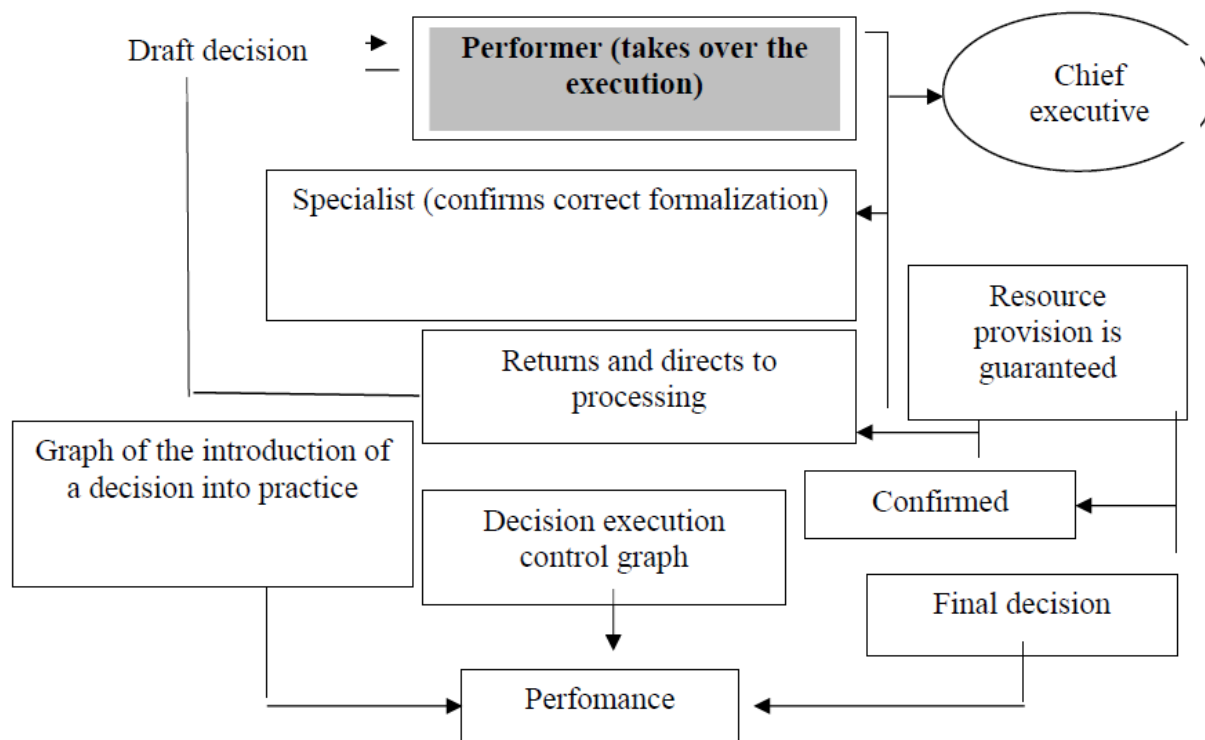 Draft decision
Performer (takes over the
execution)
Chief
executive
Specialist (confirms correct formalization)
Resource
provision is
guaranteed
Returns and directs to
processing
Graph of the introduction of
a decision into practice
Confirmed
Decision execution
control graph
Final decision
Perfomance